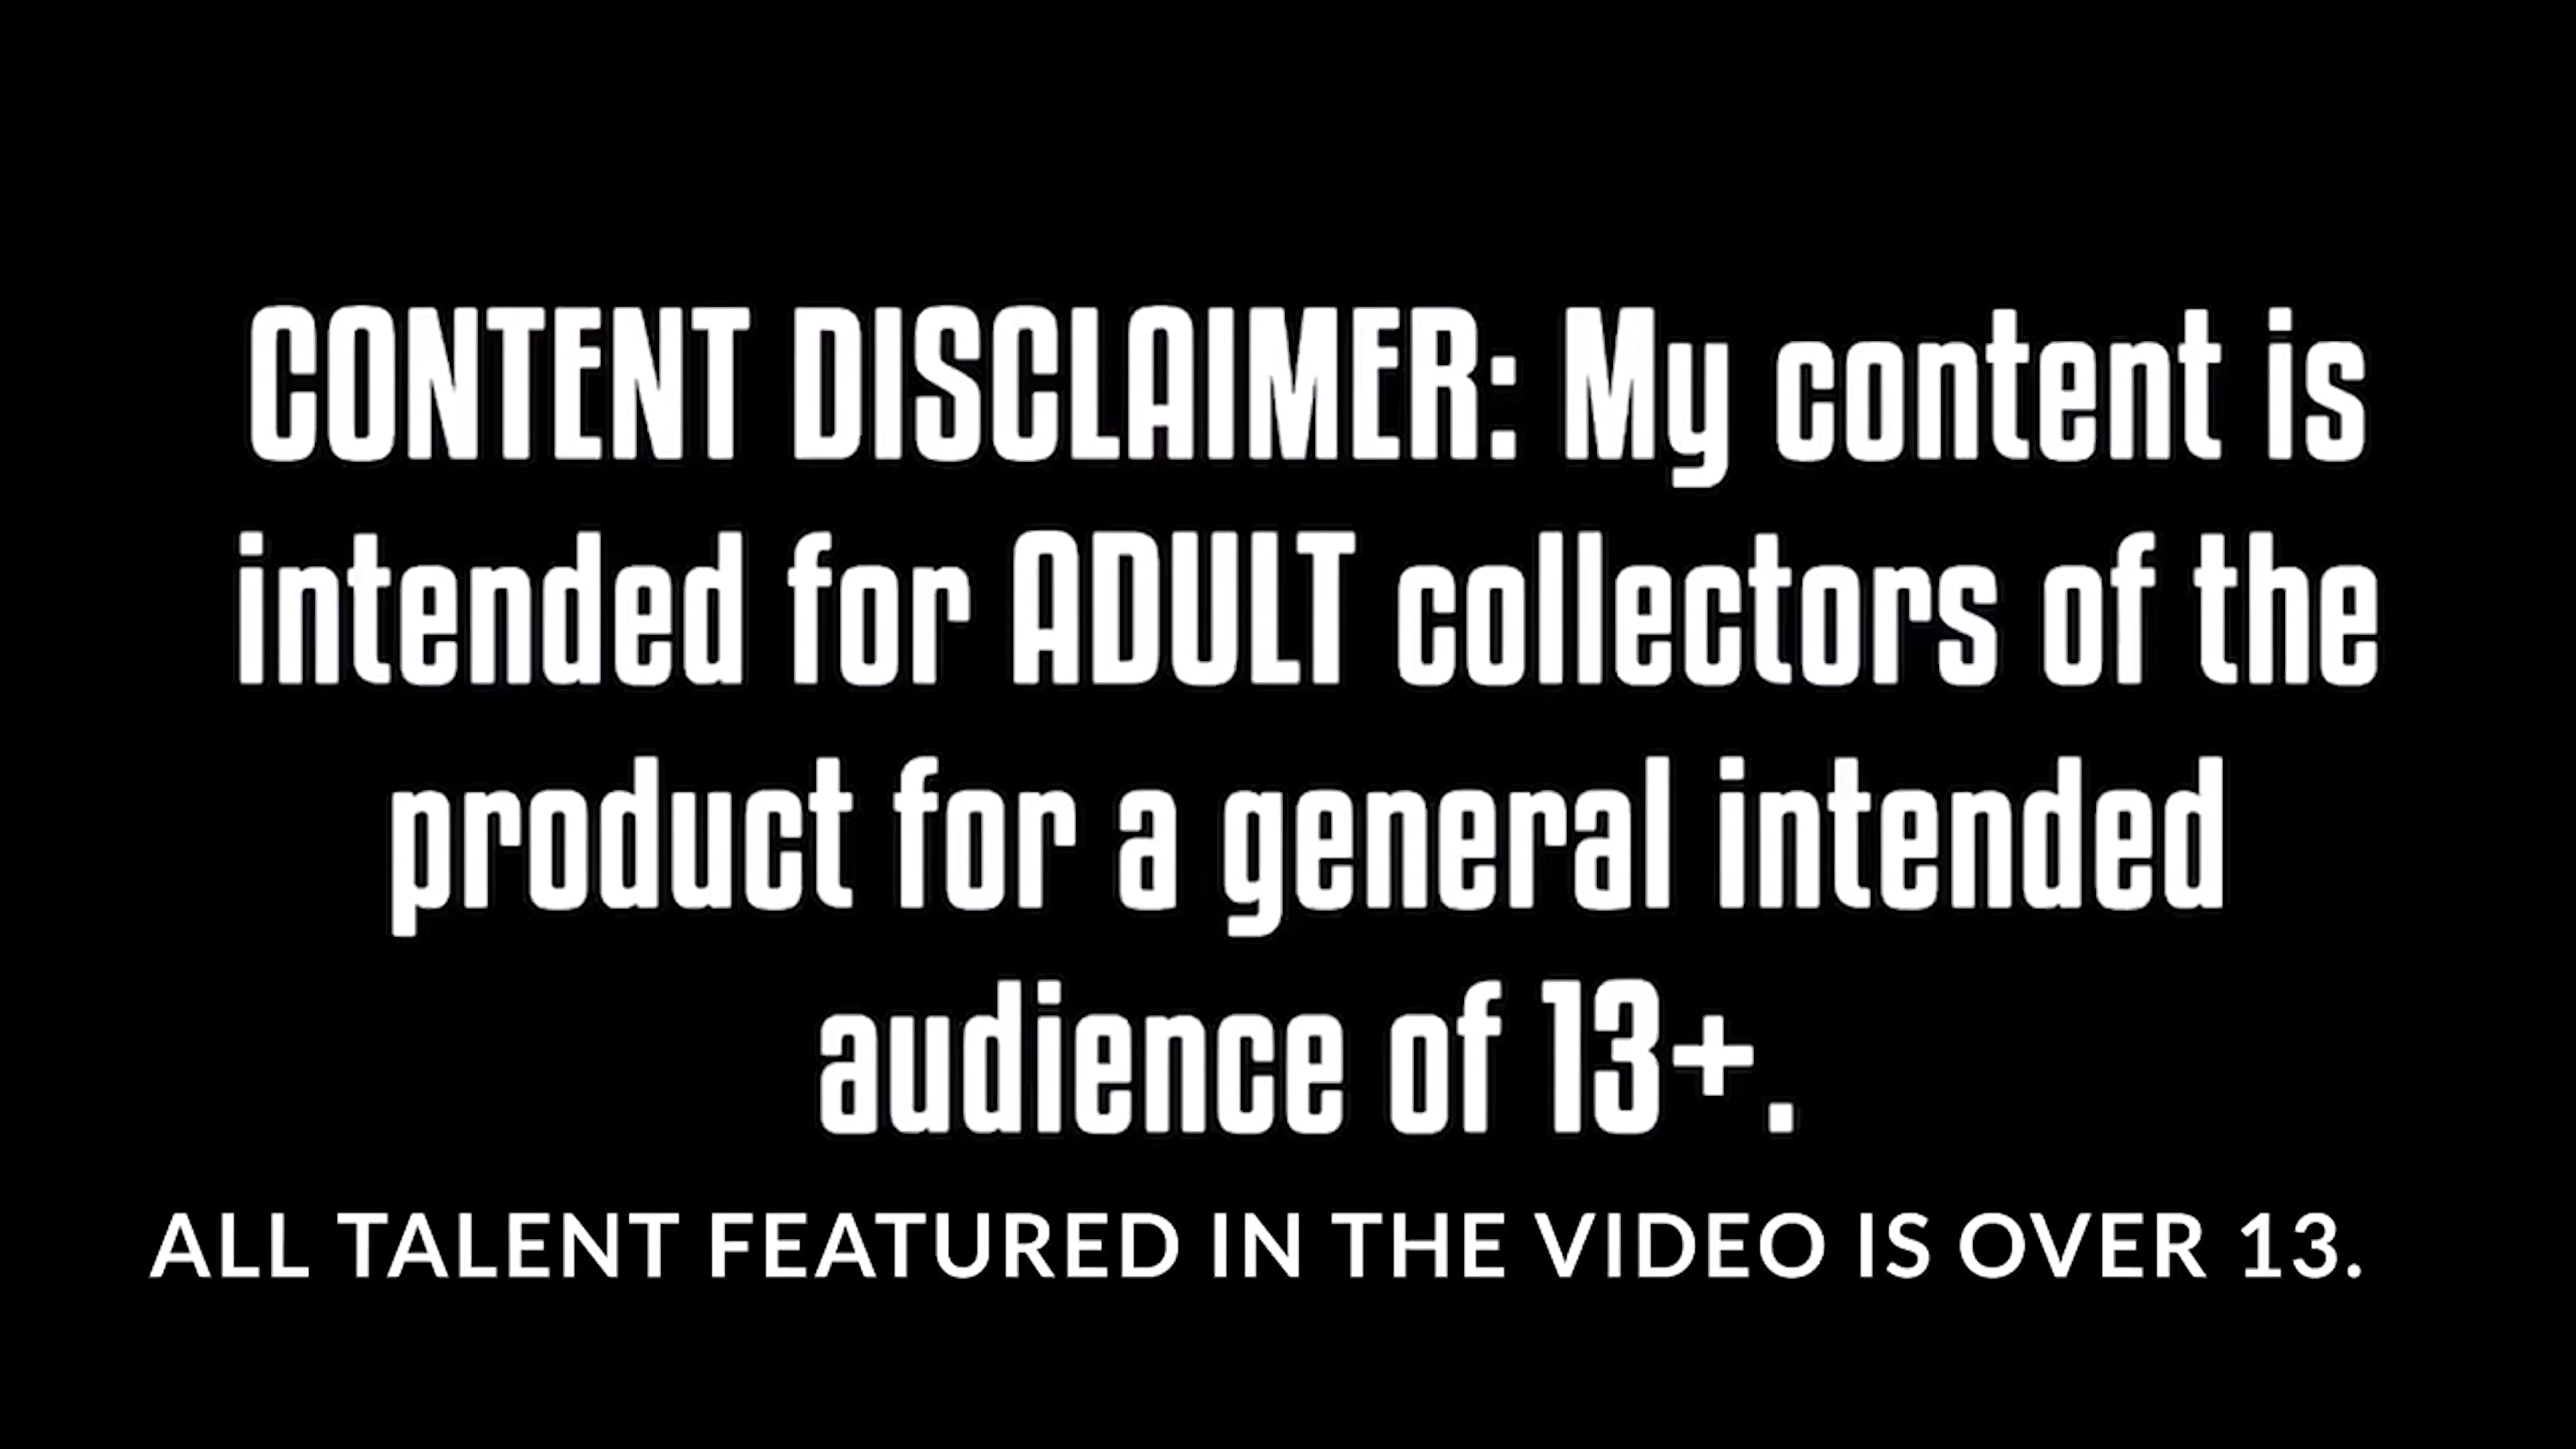 CONTENT DISCLAIMER: My content is
intended for ADULT collectors of the
product for a general intended
audience of 13+.
ALL TALENT FEATURED IN THE VIDEO IS OVER 13.